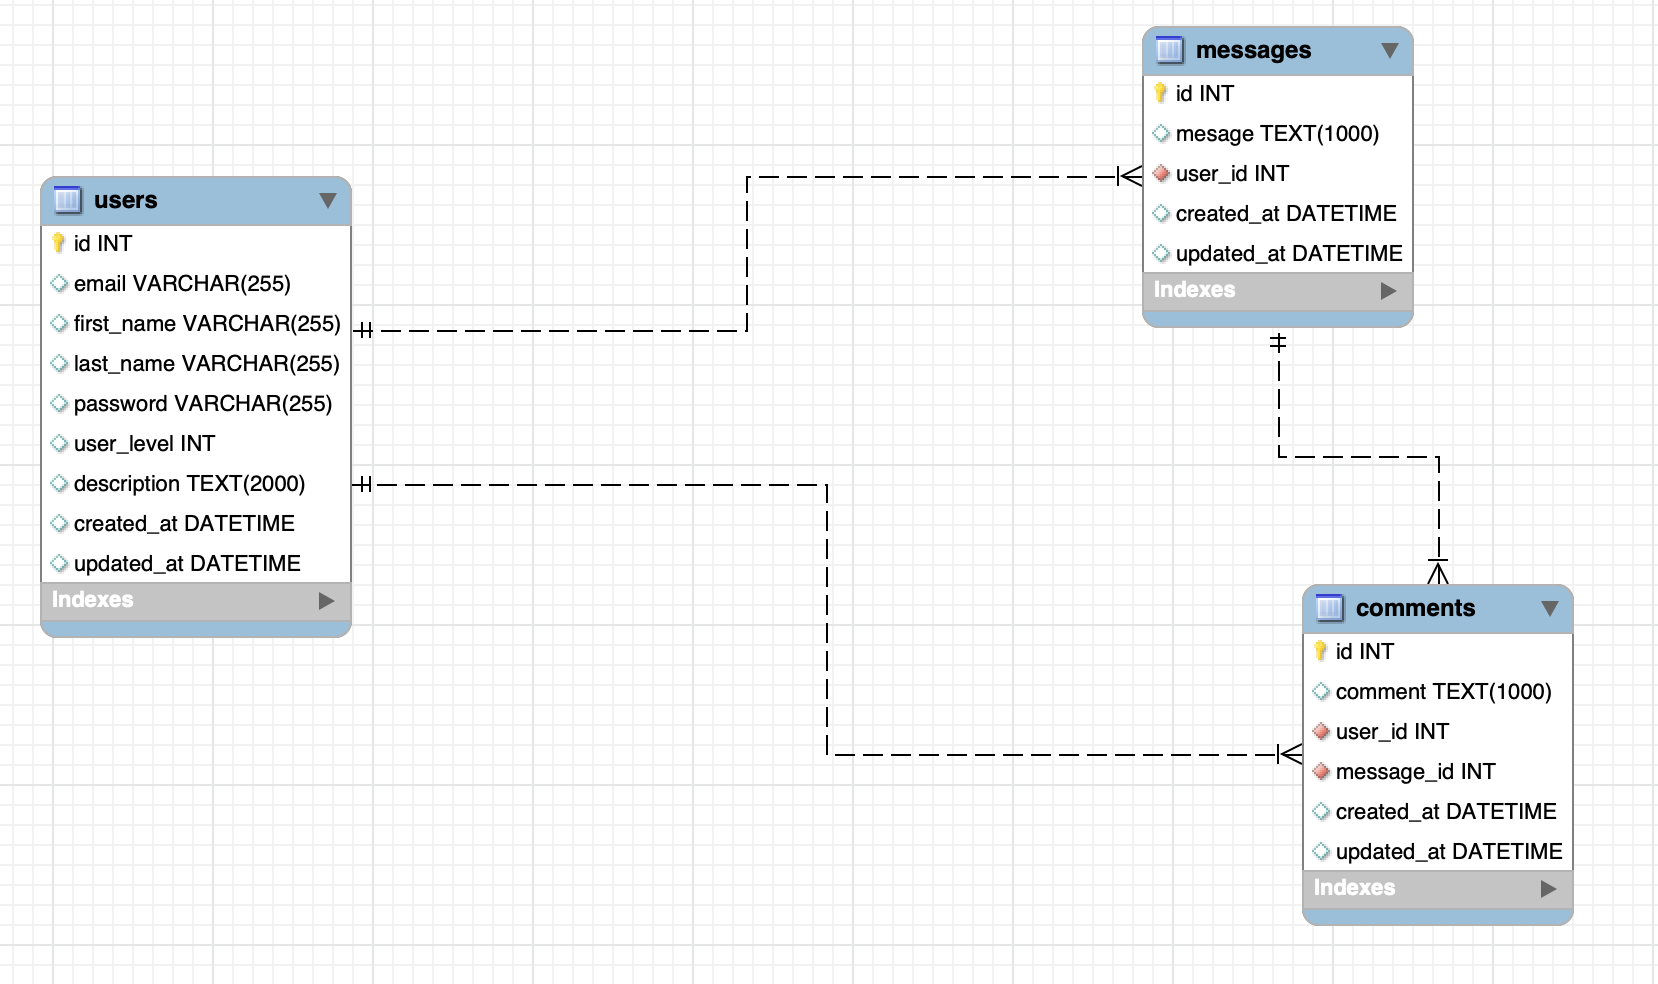 users
id INT
email VARCHAR(255)
first_name VARCHAR(255)
last_name VARCHAR(255)
password VARCHAR(255)
user_level INT
description TEXT(2000)
created_at DATETIME
updated_at DATETIME
Indexes
messages
id INT
mesage TEXT(1000)
user_id INT
created_at DATETIME
updated_at DATETIME
Indexes
comments
id INT
comment TEXT(1000)
user_id INT
message_id INT
created_at DATETIME
updated_at DATETIME
Indexes